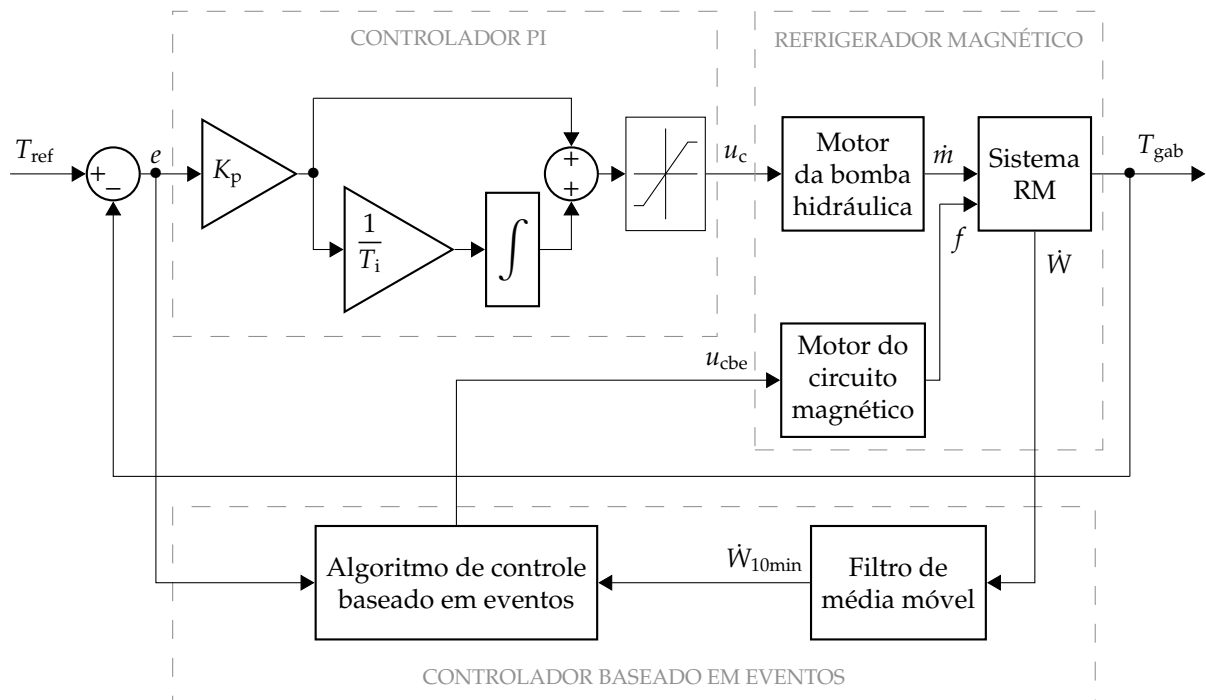 CONTROLADOR PI
REFRIGERADOR MAGNÉTICO
T_ref
+
−
e
K_p
1
T_i
∫
+
+
u_c
Motor
da bomba
hidráulica
ṁ
f
Sistema
RM
T_gab
Ẇ
u_cbe
Motor do
circuito
magnético
Algoritmo de controle
baseado em eventos
Ẇ_10min
Filtro de
média móvel
CONTROLADOR BASEADO EM EVENTOS